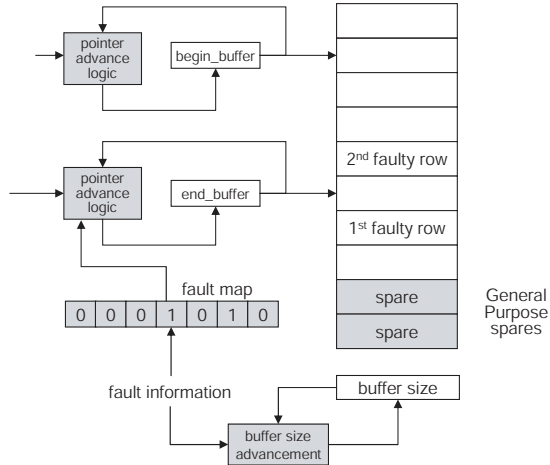 pointer
advance
logic
begin_buffer
2nd faulty row
pointer
advance
logic
end_buffer
1st faulty row
fault map
0 0 0 1 0 1 0
spare
spare
General
Purpose
spares
fault information
buffer size
buffer size
advancement